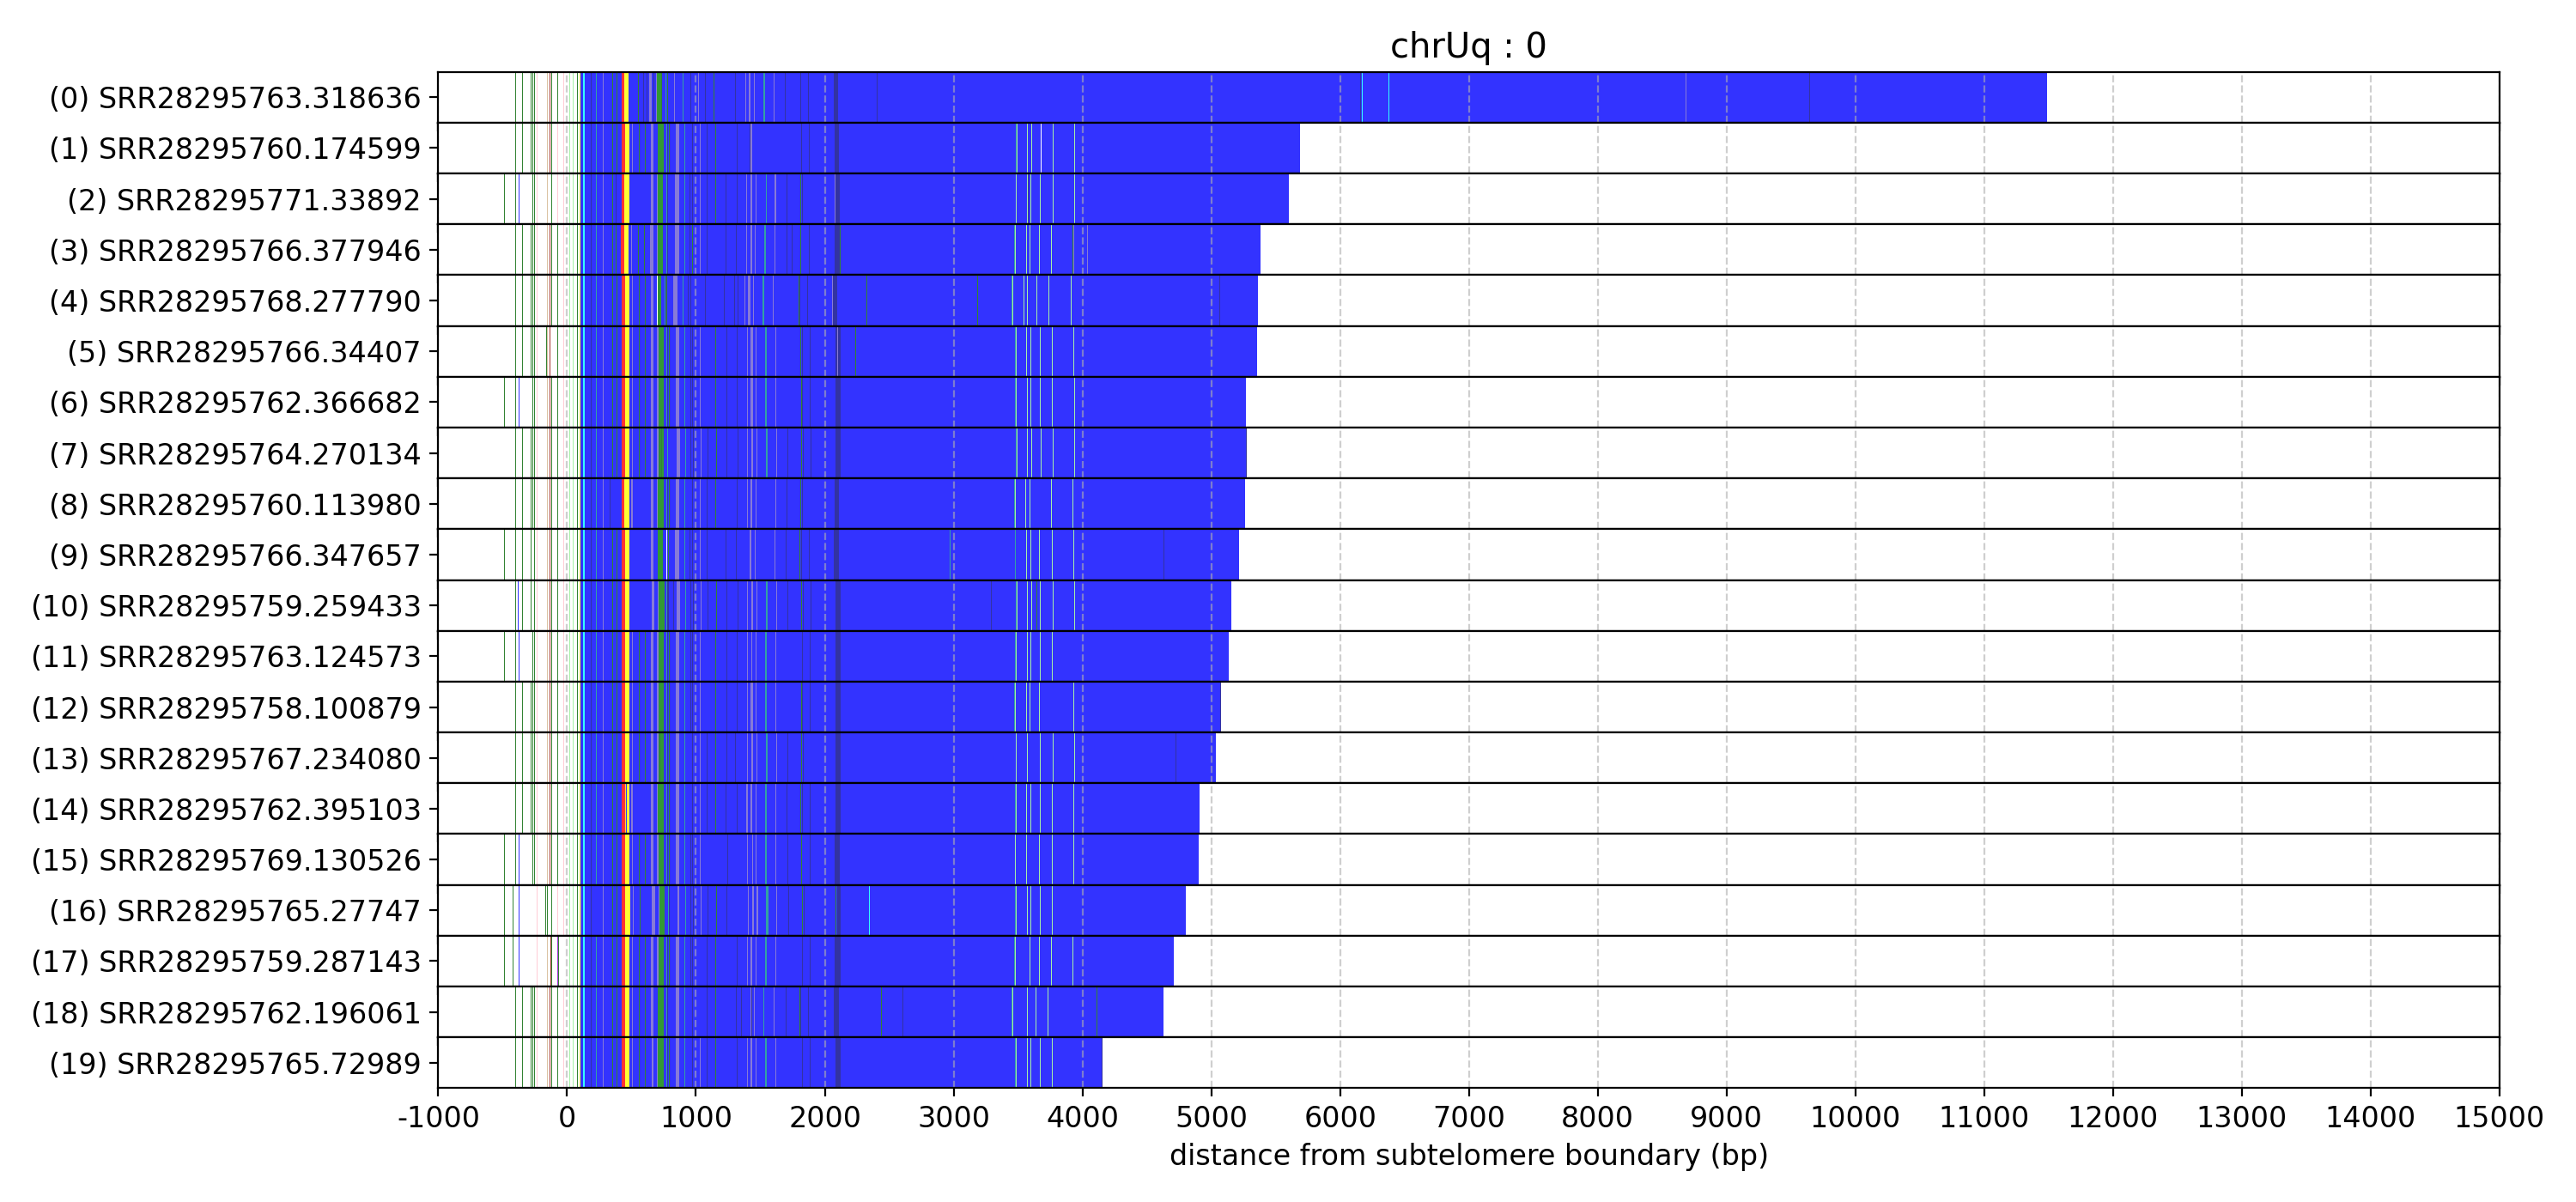 chrUq : 0
(0) SRR28295763.318636
(1) SRR28295760.174599
(2) SRR28295771.33892
(3) SRR28295766.377946
(4) SRR28295768.277790
(5) SRR28295766.34407
(6) SRR28295762.366682
(7) SRR28295764.270134
(8) SRR28295760.113980
(9) SRR28295766.347657
(10) SRR28295759.259433
(11) SRR28295763.124573
(12) SRR28295758.100879
(13) SRR28295767.234080
(14) SRR28295762.395103
(15) SRR28295769.130526
(16) SRR28295765.27747
(17) SRR28295759.287143
(18) SRR28295762.196061
(19) SRR28295765.72989
-1000 0 1000 2000 3000 4000 5000 6000 7000 8000 9000 10000 11000 12000 13000 14000 15000
distance from subtelomere boundary (bp)